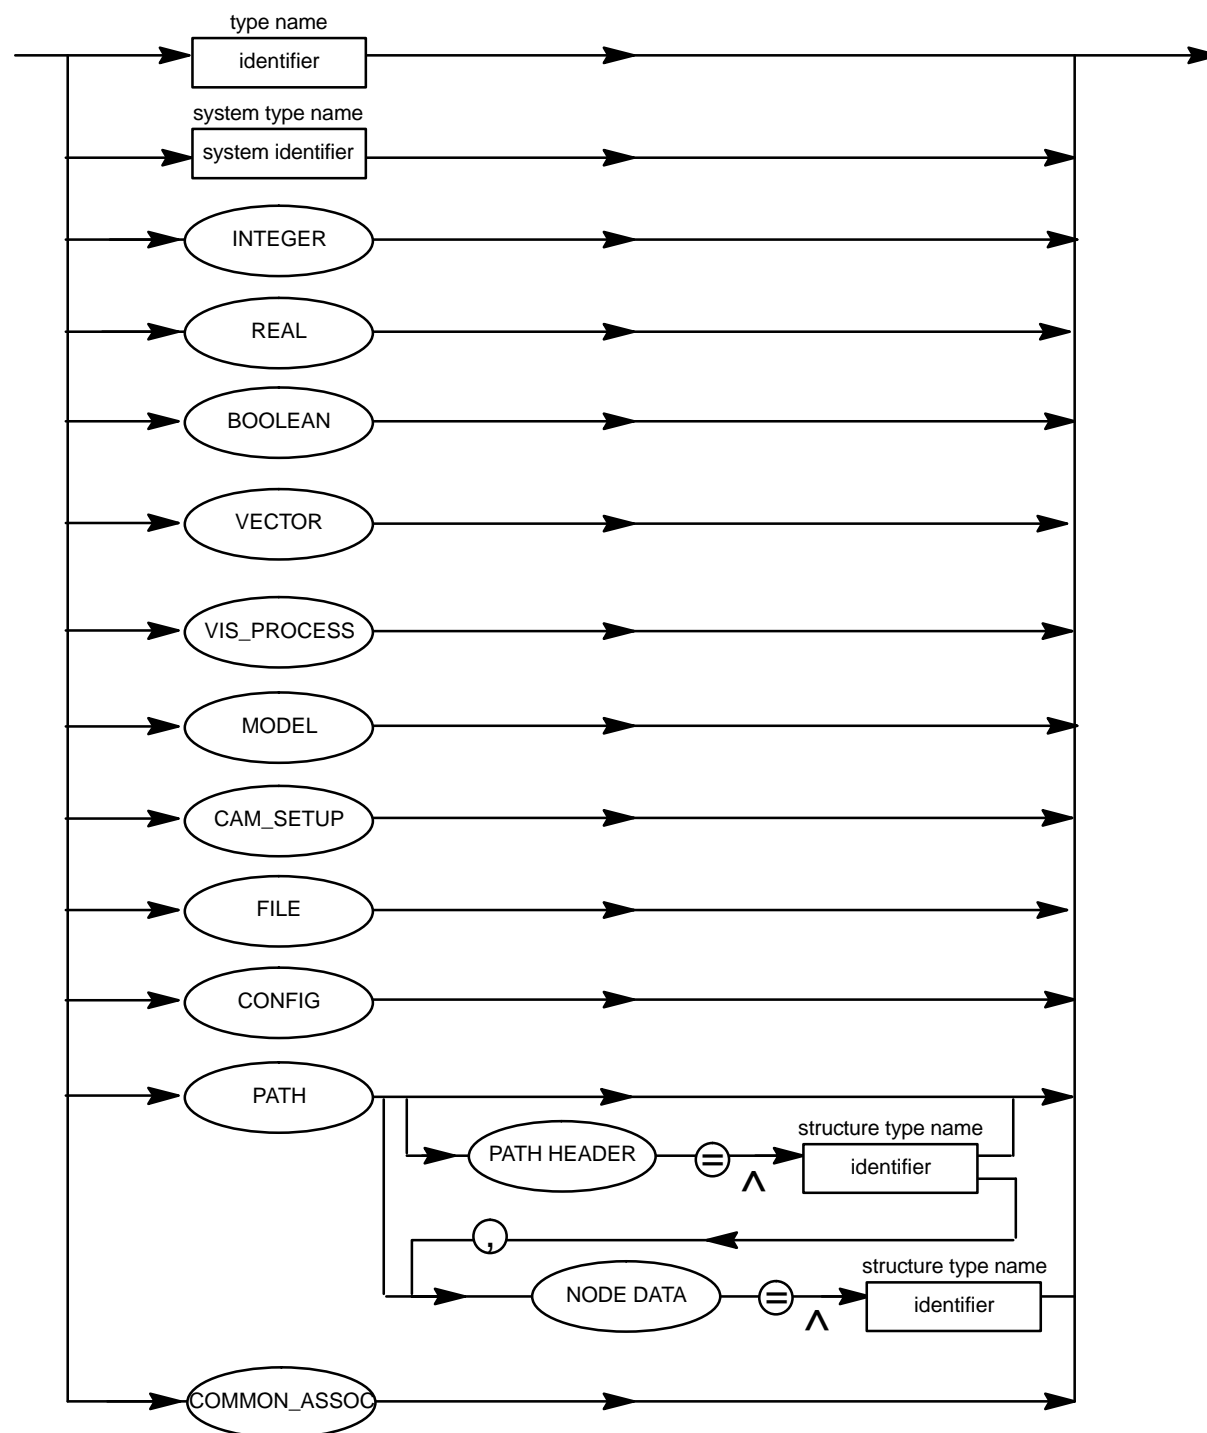 type name
identifier
system type name
system identifier
INTEGER
REAL
BOOLEAN
VECTOR
VIS_PROCESS
MODEL
CAM_SETUP
FILE
CONFIG
PATH
structure type name
PATH HEADER = ^ identifier
,
structure type name
NODE DATA = ^ identifier
COMMON_ASSOC